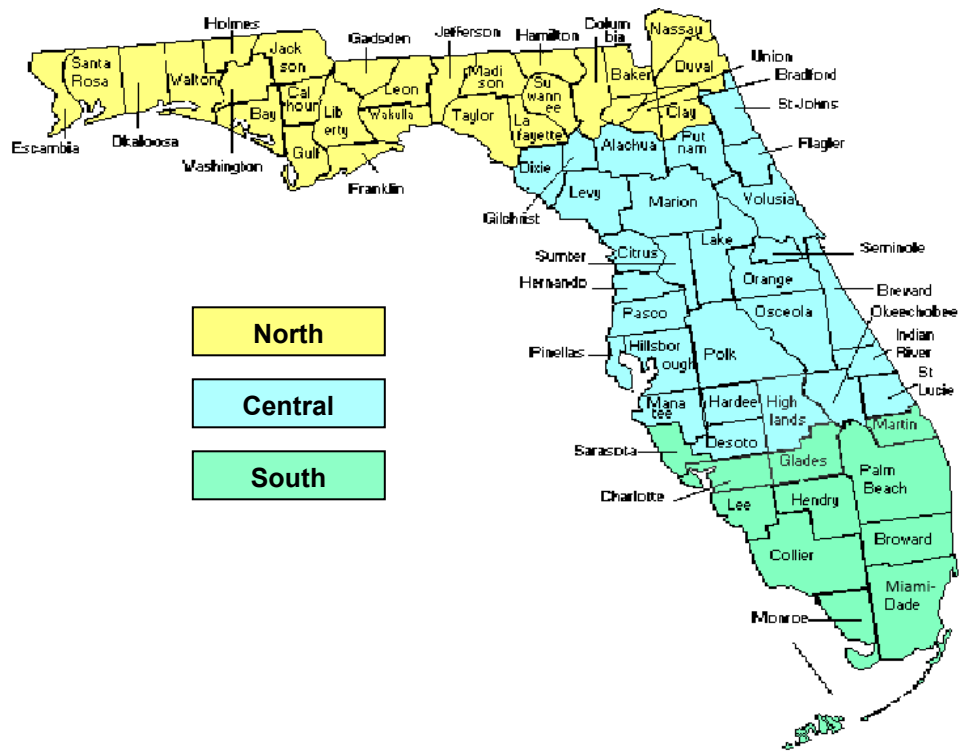 Holmes
Jack
son
Gadsden
Jefferson
Hamilton
Colum
bia
Nassau
Union
Bradford
Santa
Rosa
Walton
Cal
houn
Lib
erty
Leon
Wakulla
Madi
son
Su
wann
ee
Baker
Duval
Clay
St Johns
Bay
Gulf
Taylor
La
fayette
Escambia
Okaloosa
Washington
Franklin
Dixie
Alachua
Put
nam
Flagler
Gilchrist
Levy
Marion
Volusia
Sumter
Citrus
Lake
Seminole
Hernando
Orange
Brevard
Pasco
Osceola
Okeechobee
North
Pinellas
Hillsbor
ough
Polk
Indian
River
St
Lucie
Central
Mana
tee
Hardee
High
lands
Desoto
Martin
Sarasota
South
Glades
Palm
Beach
Charlotte
Lee
Hendry
Collier
Broward
Miami-
Dade
Monroe